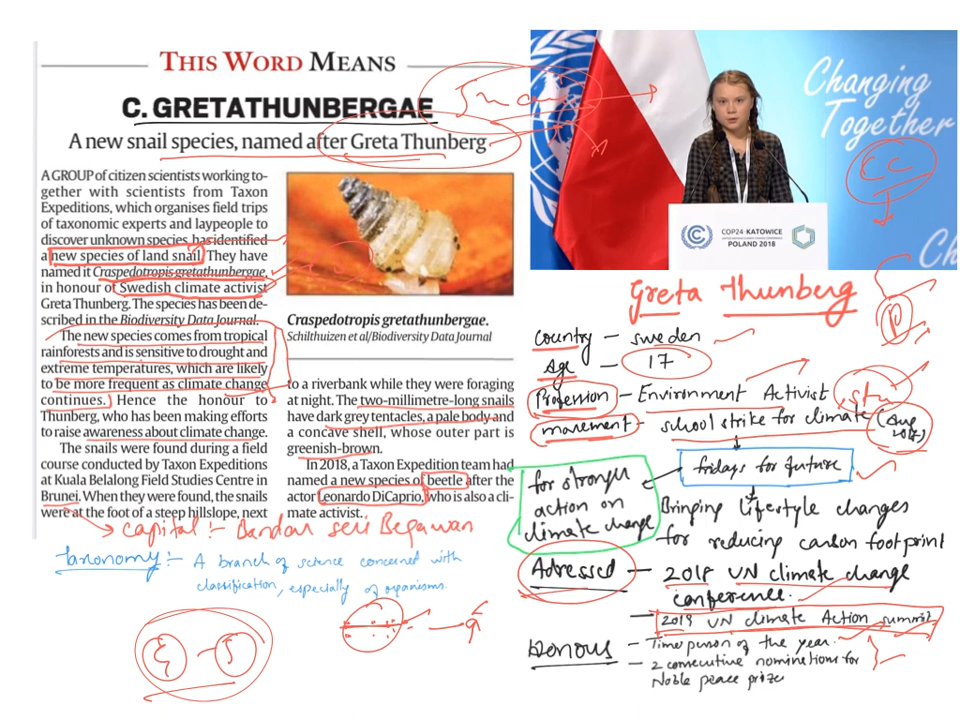 THIS WORD MEANS
C. GRETATHUNBERGAE
A new snail species, named after Greta Thunberg
A GROUP of citizen scientists working to-
gether with scientists from Taxon
Expeditions, which organises field trips
of taxonomic experts and laypeople to
discover unknown species, has identified
a new species of land snail. They have
named it Craspedotropis gretathunbergae,
in honour of Swedish climate activist
Greta Thunberg. The species has been de-
scribed in the Biodiversity Data Journal.
The new species comes from tropical
rainforests and is sensitive to drought and
extreme temperatures, which are likely
to be more frequent as climate change
continues. Hence the honour to
Thunberg, who has been making efforts
to raise awareness about climate change.
The snails were found during a field
course conducted by Taxon Expeditions
at Kuala Belalong Field Studies Centre in
Brunei. When they were found, the snails
were at the foot of a steep hillslope, next
Craspedotropis gretathunbergae.
Schilthuizen et al/Biodiversity Data Journal
to a riverbank while they were foraging
at night. The two-millimetre-long snails
have dark grey tentacles, a pale body and
a concave shell, whose outer part is
greenish-brown.
In 2018, a Taxon Expedition team had
named a new species of beetle after the
actor Leonardo DiCaprio, who is also a cli-
mate activist.
→ capital :- Bandar seri Begawan
Taxonomy :- A branch of science concerned with
classification, especially of organisms.
Changing
Together
CC
COP24 KATOWICE
POLAND 2018
Ch
Greta Thunberg
Country - Sweden
Age - 17
Profession - Environment Activist
movement - school strike for climate (Aug 2018)
fridays for future
for strong
action on
climate change
Bringing lifestyle changes
for reducing carbon footprint
Adressed - 2018 UN climate change
conference.
- 2019 UN climate Action summit
Honous - Time person of the year.
- 2 consecutive nominations for
Noble peace prize